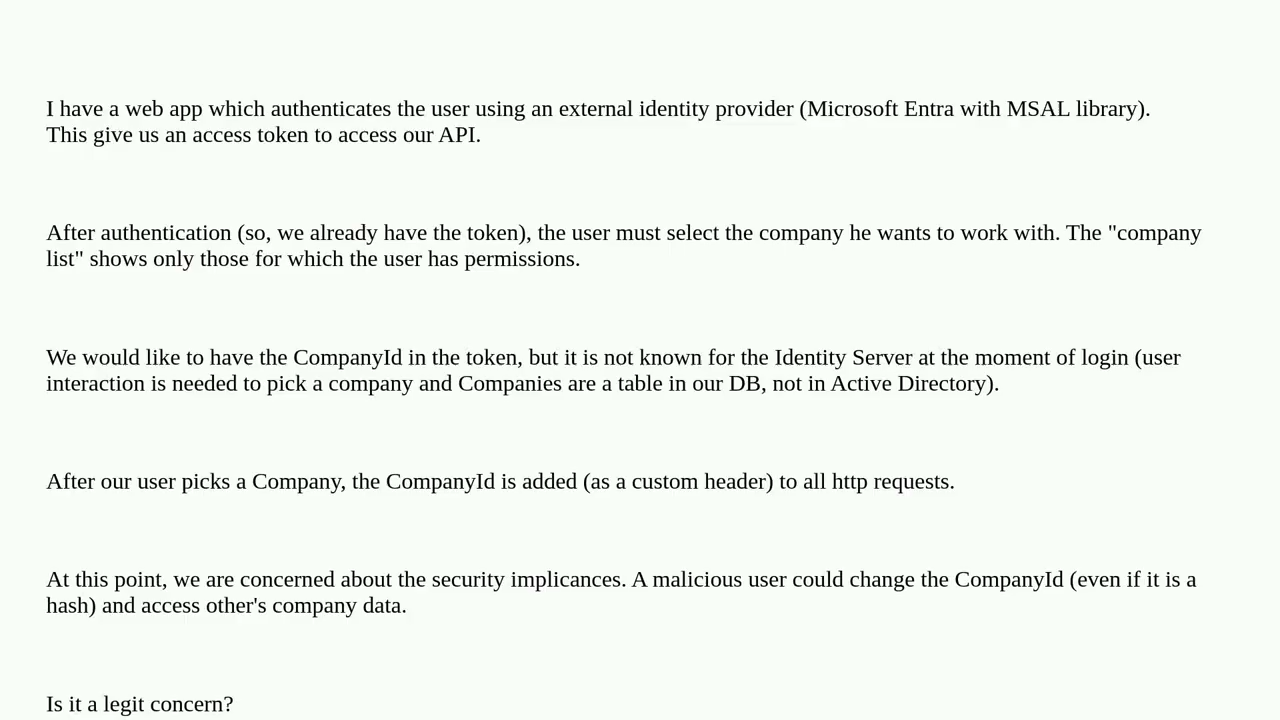 I have a web app which authenticates the user using an external identity provider (Microsoft Entra with MSAL library).
This give us an access token to access our API.
After authentication (so, we already have the token), the user must select the company he wants to work with. The "company
list" shows only those for which the user has permissions.
We would like to have the CompanyId in the token, but it is not known for the Identity Server at the moment of login (user
interaction is needed to pick a company and Companies are a table in our DB, not in Active Directory).
After our user picks a Company, the CompanyId is added (as a custom header) to all http requests.
At this point, we are concerned about the security implicances. A malicious user could change the CompanyId (even if it is a
hash) and access other's company data.
Is it a legit concern?